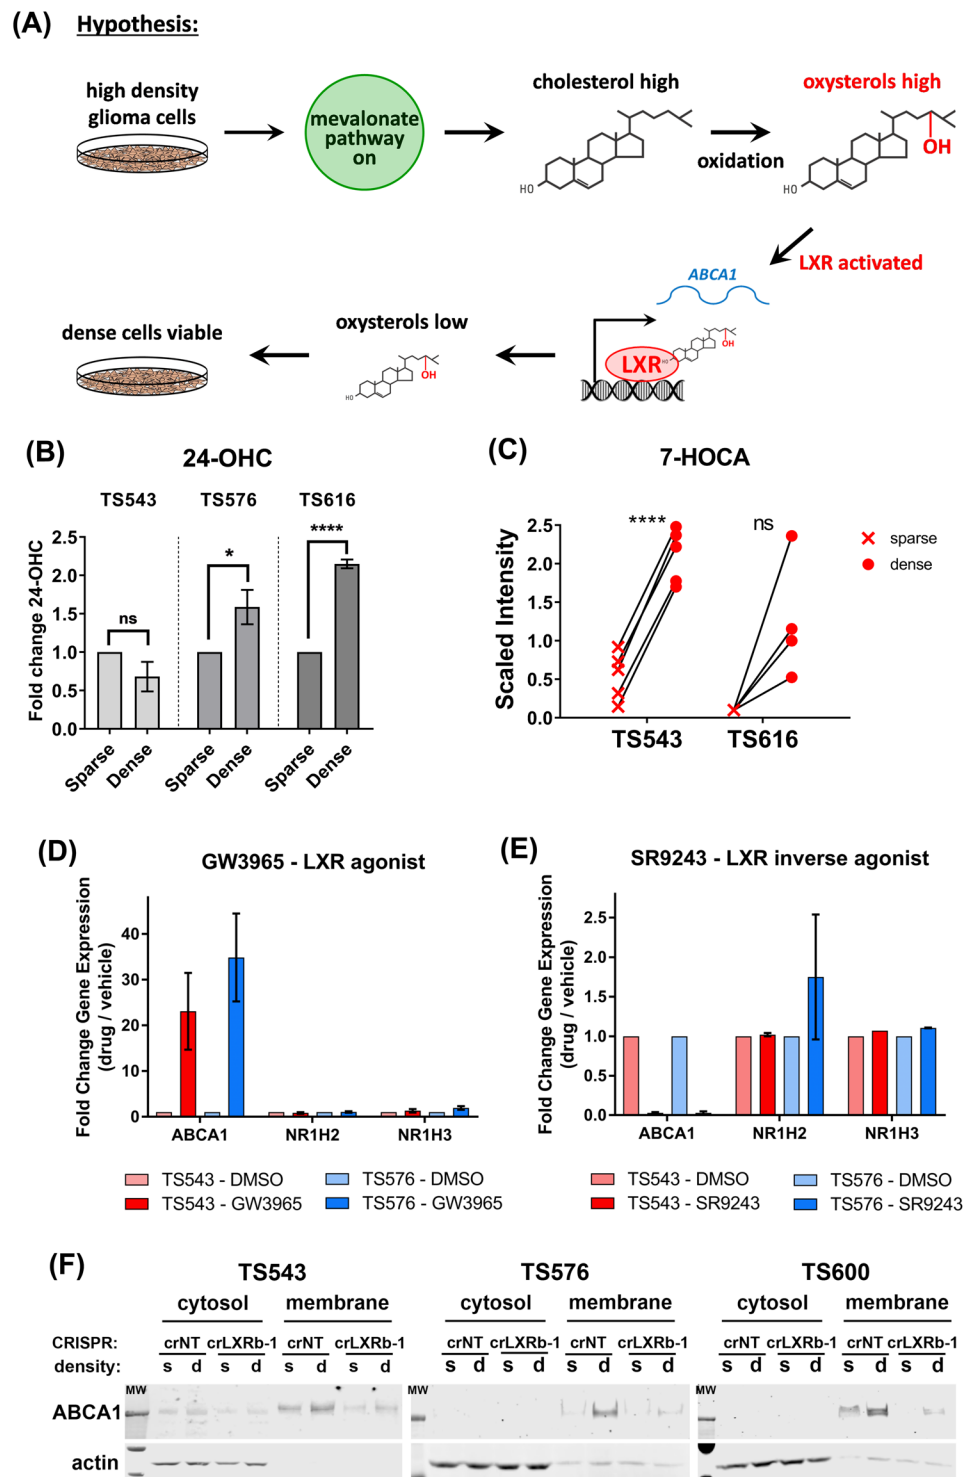 (A) Hypothesis:
high density
glioma cells
mevalonate
pathway
on
cholesterol high
HO
oxidation
oxysterols high
OH
HO
LXR activated
ABCA1
OH
HO
LXR
oxysterols low
OH
HO
dense cells viable
(B)
24-OHC
TS543 TS576 TS616
Fold change 24-OHC
2.5
2.0
1.5
1.0
0.5
0.0
ns
*
****
Sparse Dense Sparse Dense Sparse Dense
(C)
7-HOCA
Scaled Intensity
2.5
2.0
1.5
1.0
0.5
0.0
****
ns
sparse
dense
TS543 TS616
(D)
GW3965 - LXR agonist
Fold Change Gene Expression
(drug / vehicle)
40
30
20
10
0
ABCA1 NR1H2 NR1H3
TS543 - DMSO TS576 - DMSO
TS543 - GW3965 TS576 - GW3965
(E)
SR9243 - LXR inverse agonist
Fold Change Gene Expression
(drug / vehicle)
2.5
2.0
1.5
1.0
0.5
0.0
ABCA1 NR1H2 NR1H3
TS543 - DMSO TS576 - DMSO
TS543 - SR9243 TS576 - SR9243
(F)
TS543 TS576 TS600
cytosol membrane cytosol membrane cytosol membrane
CRISPR: crNT crLXRb-1 crNT crLXRb-1 crNT crLXRb-1 crNT crLXRb-1 crNT crLXRb-1 crNT crLXRb-1
density: s d s d s d s d s d s d s d s d s d s d s d s d
MW MW MW
ABCA1
actin